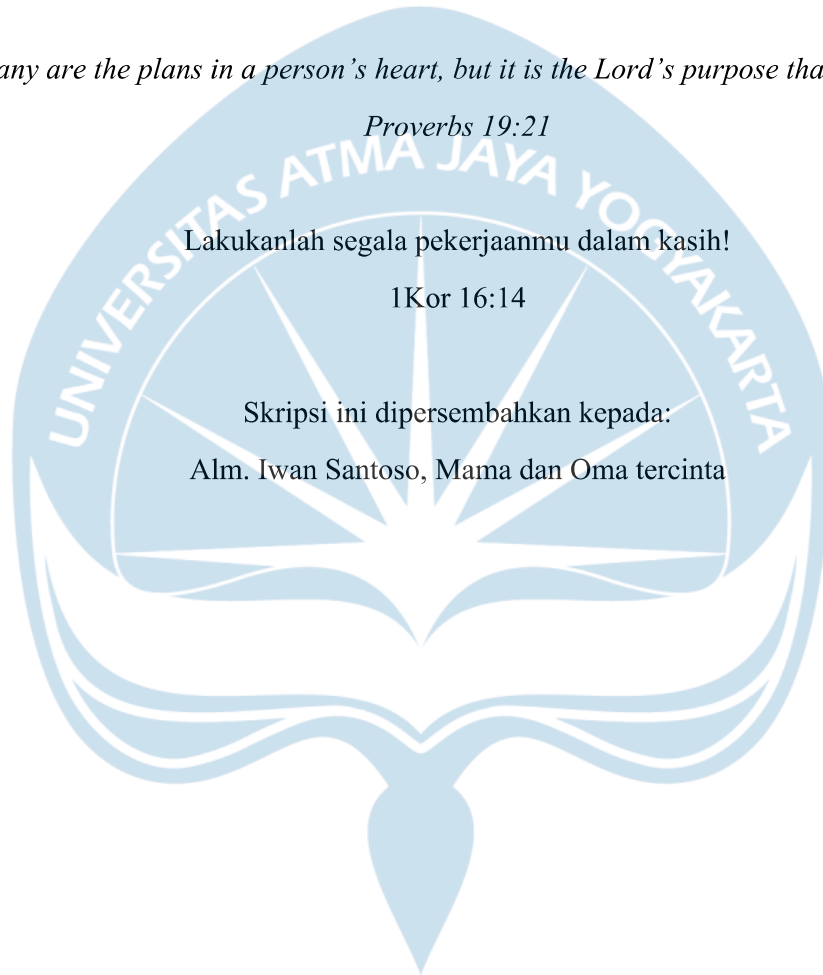 any are the plans in a person’s heart, but it is the Lord’s purpose tha
Proverbs 19:21
UNIVERSITAS ATMA JAYA YOGYAKARTA
Lakukanlah segala pekerjaanmu dalam kasih!
1Kor 16:14
Skripsi ini dipersembahkan kepada:
Alm. Iwan Santoso, Mama dan Oma tercinta